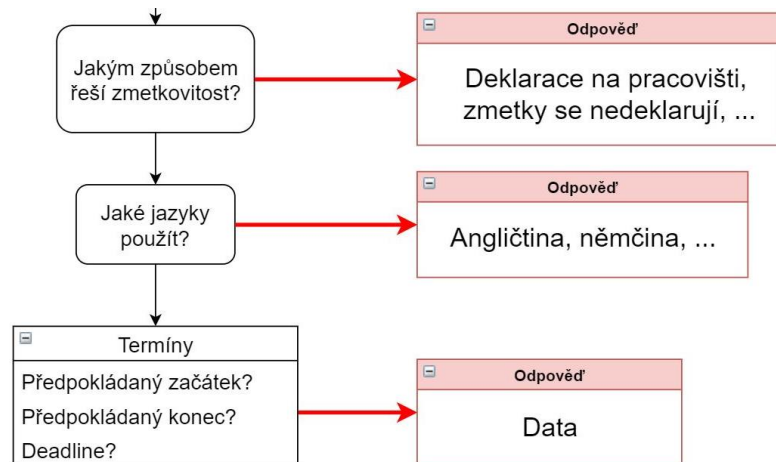 Jakým způsobem
řeší zmetkovitost?
Odpověď
Deklarace na pracovišti,
zmetky se nedeklarují, ...
Jaké jazyky
použít?
Odpověď
Angličtina, němčina, ...
Termíny
Předpokládaný začátek?
Předpokládaný konec?
Deadline?
Odpověď
Data